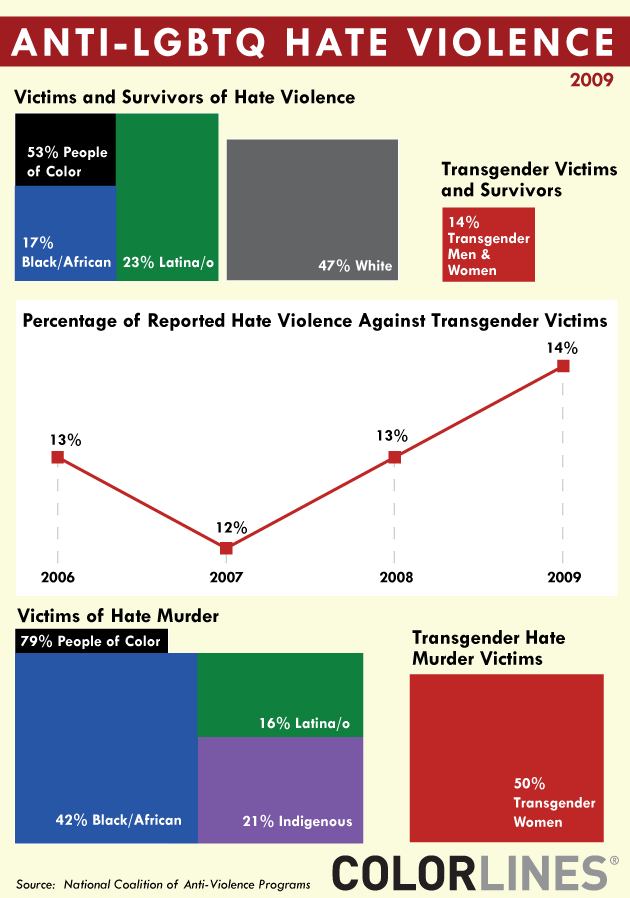 ANTI-LGBTQ HATE VIOLENCE
2009
Victims and Survivors of Hate Violence
53% People
of Color
17%
Black/African
23% Latina/o
47% White
Transgender Victims
and Survivors
14%
Transgender
Men &
Women
Percentage of Reported Hate Violence Against Transgender Victims
13%
12%
13%
14%
2006
2007
2008
2009
Victims of Hate Murder
79% People of Color
42% Black/African
16% Latina/o
21% Indigenous
Transgender Hate
Murder Victims
50%
Transgender
Women
Source: National Coalition of Anti-Violence Programs
COLORLINES®